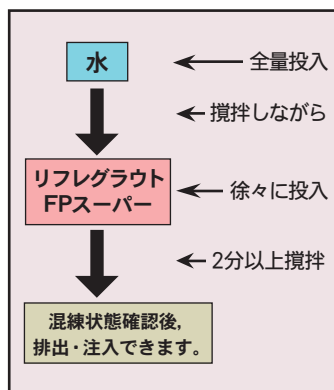 水
全量投入
撹拌しながら
リフレグラウト
FPスーパー
徐々に投入
2分以上撹拌
混練状態確認後,
排出・注入できます。